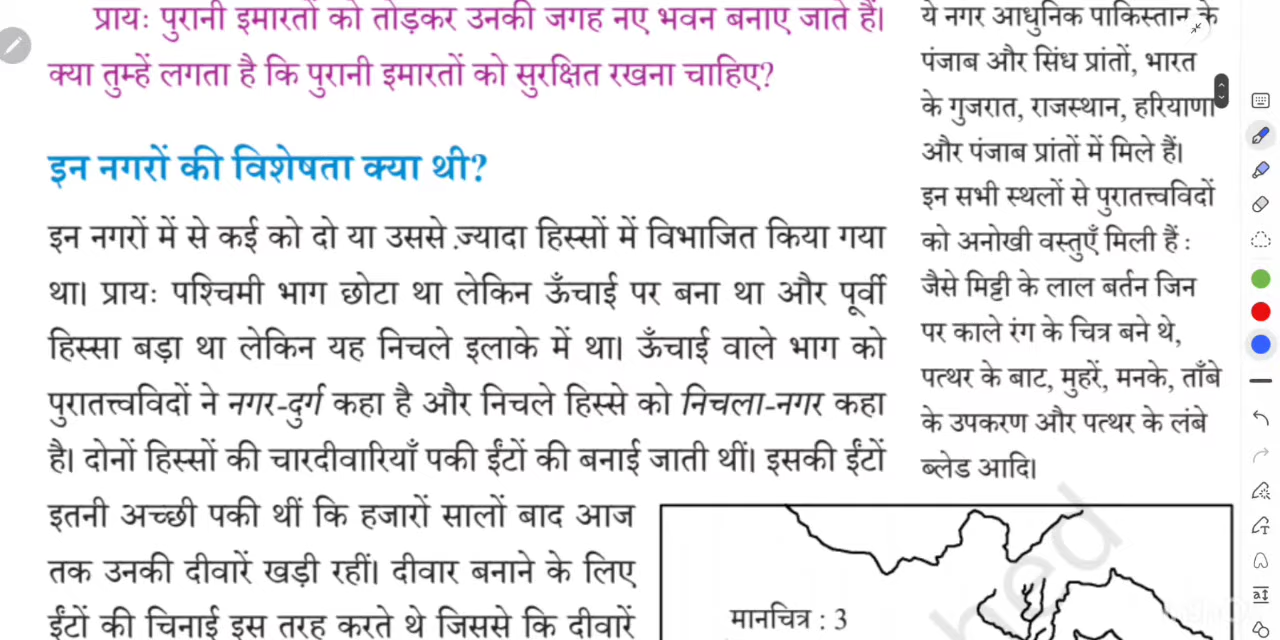 प्रायः पुरानी इमारतों को तोड़कर उनकी जगह नए भवन बनाए जाते हैं।
क्या तुम्हें लगता है कि पुरानी इमारतों को सुरक्षित रखना चाहिए?
इन नगरों की विशेषता क्या थी?
इन नगरों में से कई को दो या उससे ज़्यादा हिस्सों में विभाजित किया गया
था। प्रायः पश्चिमी भाग छोटा था लेकिन ऊँचाई पर बना था और पूर्वी
हिस्सा बड़ा था लेकिन यह निचले इलाके में था। ऊँचाई वाले भाग को
पुरातत्त्वविदों ने नगर-दुर्ग कहा है और निचले हिस्से को निचला-नगर कहा
है। दोनों हिस्सों की चारदीवारियाँ पकी ईंटों की बनाई जाती थीं। इसकी ईंटें
इतनी अच्छी पकी थीं कि हजारों सालों बाद आज
तक उनकी दीवारें खड़ी रहीं। दीवार बनाने के लिए
ईंटों की चिनाई इस तरह करते थे जिससे कि दीवारें
ये नगर आधुनिक पाकिस्तान के
पंजाब और सिंध प्रांतों, भारत
के गुजरात, राजस्थान, हरियाणा
और पंजाब प्रांतों में मिले हैं।
इन सभी स्थलों से पुरातत्त्वविदों
को अनोखी वस्तुएँ मिली हैं :
जैसे मिट्टी के लाल बर्तन जिन
पर काले रंग के चित्र बने थे,
पत्थर के बाट, मुहरें, मनके, ताँबे
के उपकरण और पत्थर के लंबे
ब्लेड आदि।
मानचित्र : 3